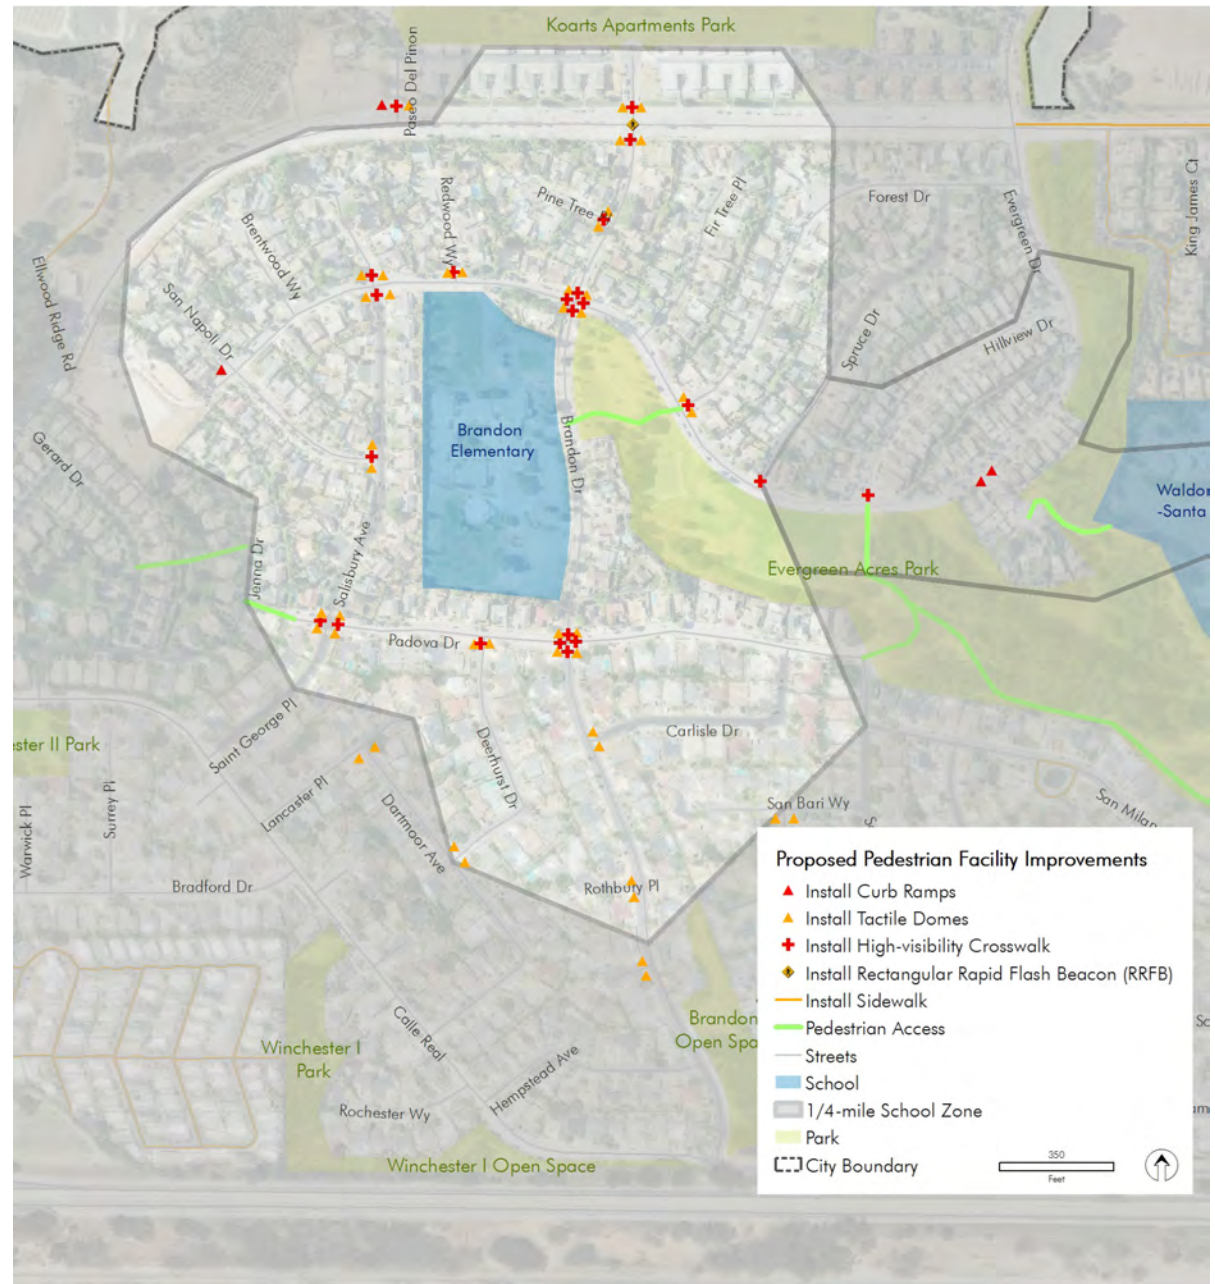 Koarts Apartments Park
Paseo Del Pinon
King James Ct
Redwood Wy
Pine Tree
Fir Tree Pl
Forest Dr
Evergreen Dr
Brentwood Wy
Ellwood Ridge Rd
San Napoli Dr
Spruce Dr
Hillview Dr
Brandon
Elementary
Brandon Dr
Gerard Dr
Waldor
-Santa
Jenna Dr
Salisbury Ave
Evergreen Acres Park
Padova Dr
Saint George Pl
Carlisle Dr
ester II Park
Deerhurst Dr
Lancaster Pl
Surrey Pl
Warwick Pl
Dartmoor Ave
San Bari Wy
San Milan
Bradford Dr
Rothbury Pl
Brandon
Open Spa
Calle Real
Winchester I
Park
Hempstead Ave
Rochester Wy
Winchester I Open Space
Proposed Pedestrian Facility Improvements
Install Curb Ramps
Install Tactile Domes
Install High-visibility Crosswalk
Install Rectangular Rapid Flash Beacon (RRFB)
Install Sidewalk
Pedestrian Access
Streets
School
1/4-mile School Zone
Park
City Boundary
350
Feet